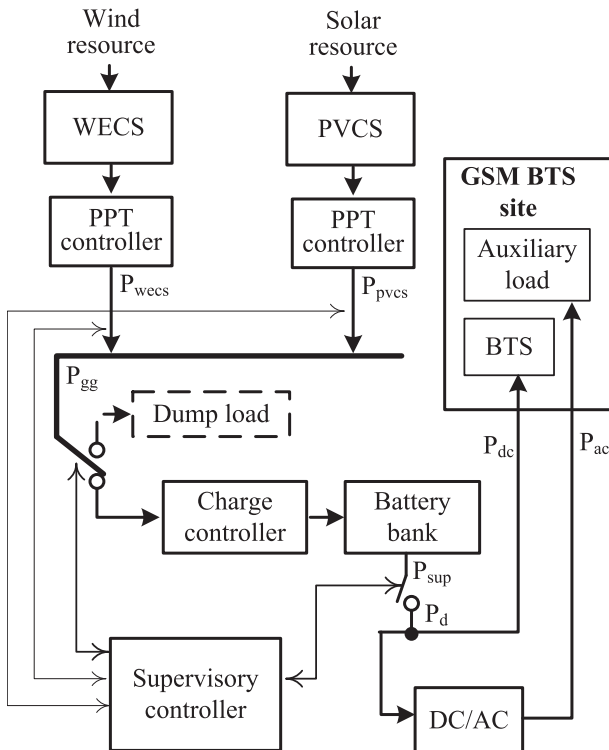 Wind
resource
Solar
resource
WECS
PVCS
PPT
controller
PPT
controller
GSM BTS
site
Auxiliary
load
BTS
P_wecs
P_pvcs
P_gg
Dump load
P_dc
P_ac
Charge
controller
Battery
bank
P_sup
P_d
Supervisory
controller
DC/AC